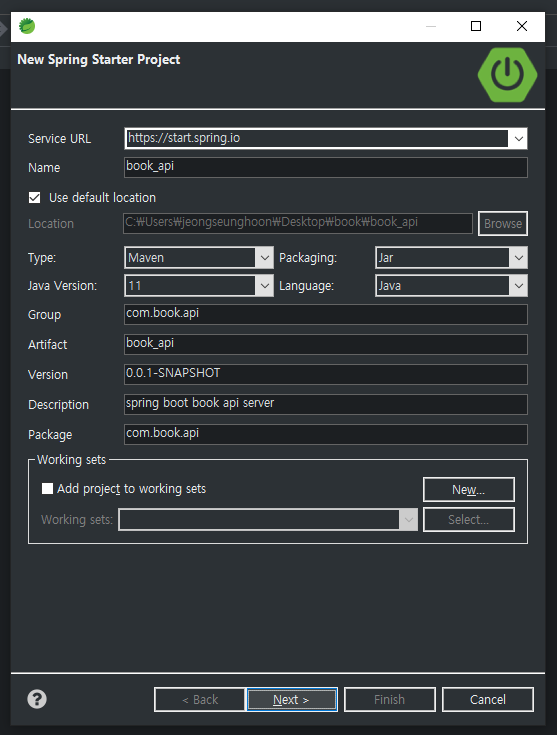 New Spring Starter Project
Service URL https://start.spring.io
Name book_api
Use default location
Location C:₩Users₩jeongseunghoon₩Desktop₩book₩book_api Browse
Type: Maven Packaging: Jar
Java Version: 11 Language: Java
Group com.book.api
Artifact book_api
Version 0.0.1-SNAPSHOT
Description spring boot book api server
Package com.book.api
Working sets
Add project to working sets New...
Working sets: Select...
? < Back Next > Finish Cancel